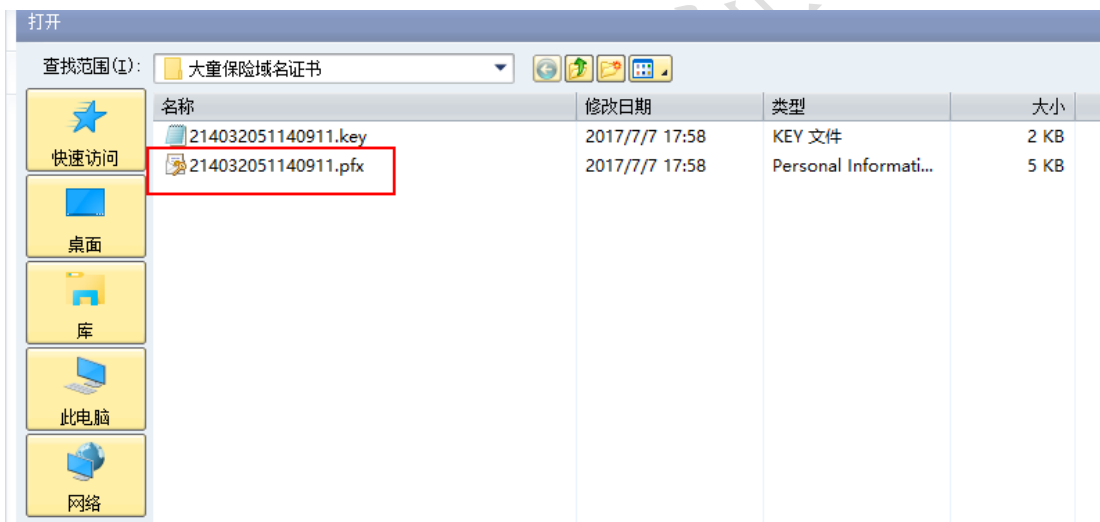 打开
查找范围(I): 大童保险域名证书
名称 修改日期 类型 大小
214032051140911.key 2017/7/7 17:58 KEY 文件 2 KB
214032051140911.pfx 2017/7/7 17:58 Personal Informati... 5 KB
快速访问
桌面
库
此电脑
网络